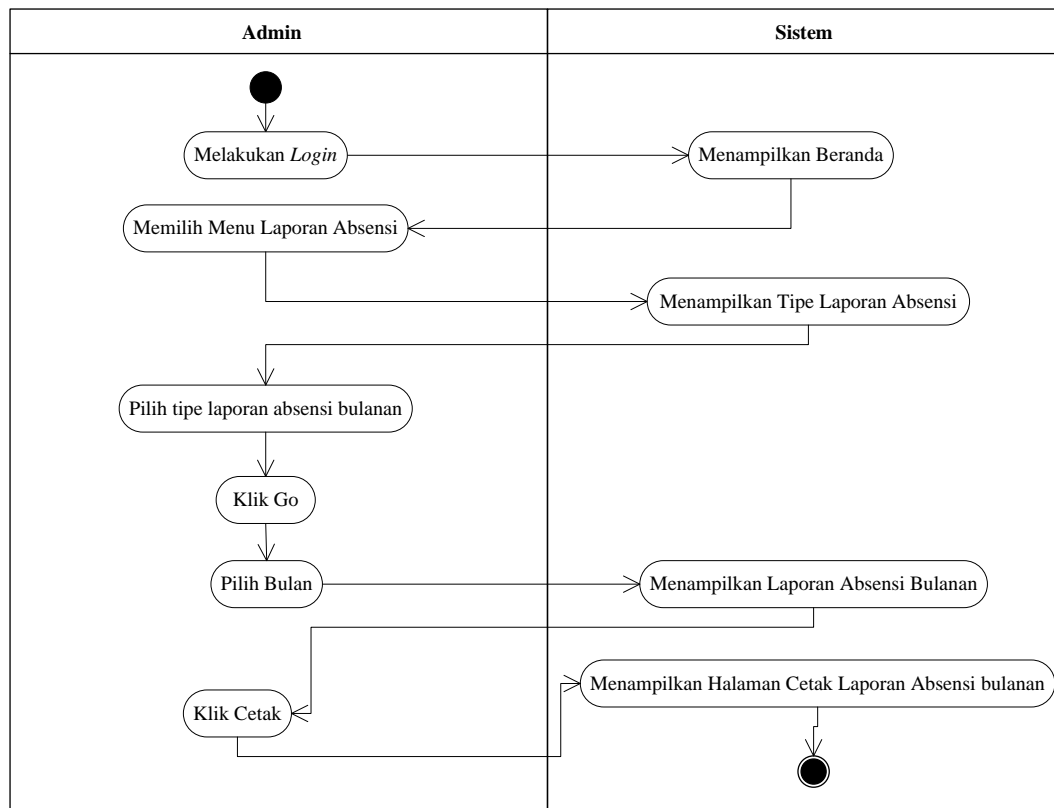 Admin
Sistem
Melakukan Login
Menampilkan Beranda
Memilih Menu Laporan Absensi
Menampilkan Tipe Laporan Absensi
Pilih tipe laporan absensi bulanan
Klik Go
Pilih Bulan
Menampilkan Laporan Absensi Bulanan
Menampilkan Halaman Cetak Laporan Absensi bulanan
Klik Cetak